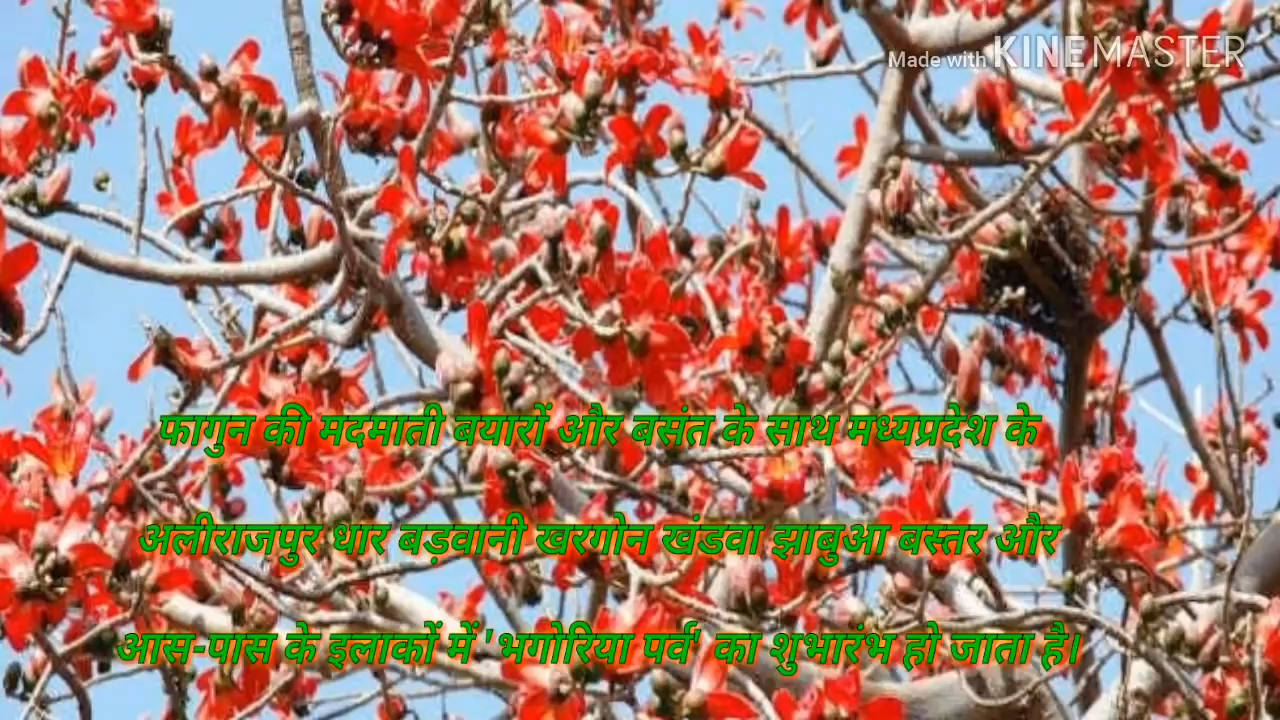 Made with KINEMASTER
फागुन की मदमाती बयारों और बसंत के साथ मध्यप्रदेश के
अलीराजपुर धार बड़वानी खरगोन खंडवा झाबुआ बस्तर और
आस-पास के इलाकों में 'भगोरिया पर्व' का शुभारंभ हो जाता है।